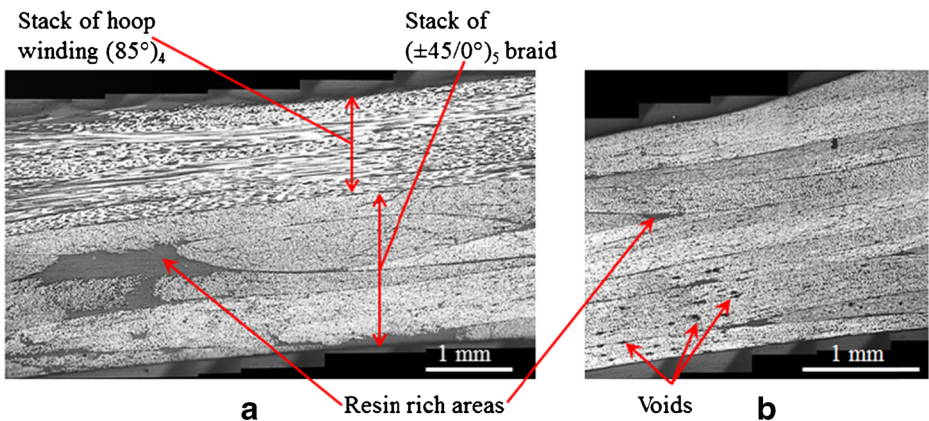 Stack of hoop
winding (85°)₄
Stack of
(±45/0°)₅ braid
1 mm
1 mm
a
Resin rich areas
Voids
b